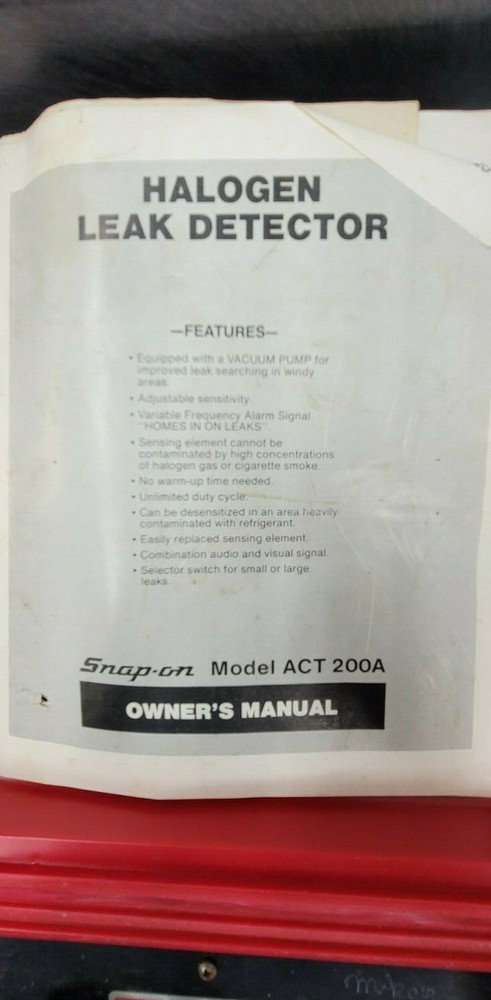 HALOGEN
LEAK DETECTOR
—FEATURES—
• Equipped with a VACUUM PUMP for
improved leak searching in windy
areas.
• Adjustable sensitivity.
• Variable Frequency Alarm Signal
"HOMES IN ON LEAKS".
• Sensing element cannot be
contaminated by high concentrations
of halogen gas or cigarette smoke.
• No warm-up time needed.
• Unlimited duty cycle.
• Can be desensitized in an area heavily
contaminated with refrigerant.
• Easily replaced sensing element.
• Combination audio and visual signal.
• Selector switch for small or large
leaks.
Snap-on Model ACT 200A
OWNER'S MANUAL